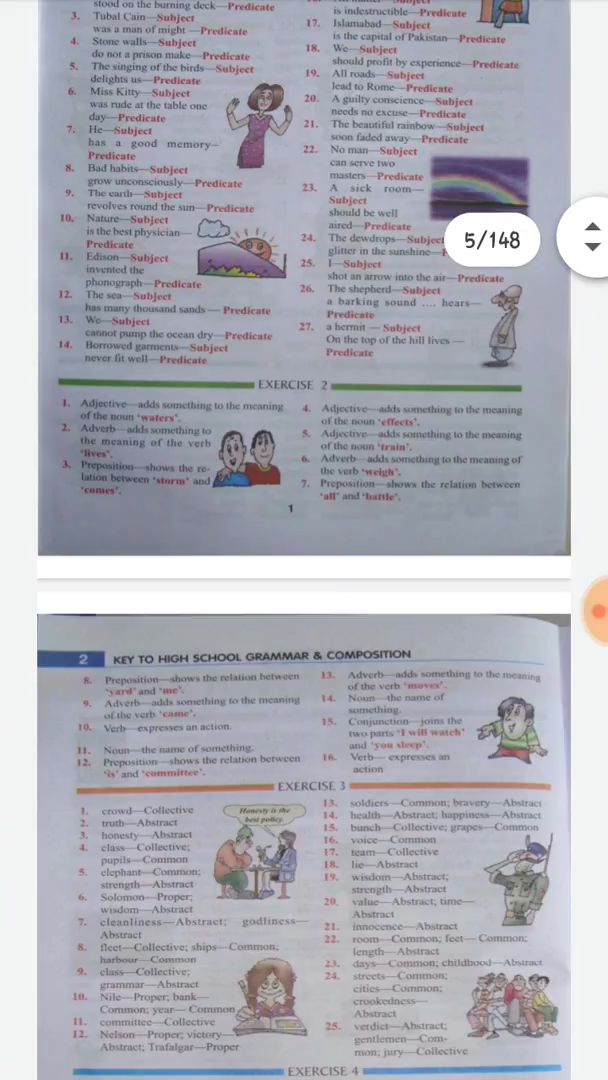 stood on the burning deck—Predicate
3. Tubal Cain—Subject
was a man of might—Predicate
4. Stone walls—Subject
do not a prison make—Predicate
5. The singing of the birds—Subject
delights us—Predicate
6. Miss Kitty—Subject
was rude at the table one
day—Predicate
7. He—Subject
has a good memory—
Predicate
8. Bad habits—Subject
grow unconsciously—Predicate
9. The earth—Subject
revolves round the sun—Predicate
10. Nature—Subject
is the best physician—
Predicate
11. Edison—Subject
invented the
phonograph—Predicate
12. The sea—Subject
has many thousand sands — Predicate
13. We—Subject
cannot pump the ocean dry—Predicate
14. Borrowed garments—Subject
never fit well—Predicate
is indestructible—Predicate
17. Islamabad—Subject
is the capital of Pakistan—Predicate
18. We—Subject
should profit by experience—Predicate
19. All roads—Subject
lead to Rome—Predicate
20. A guilty conscience—Subject
needs no excuse—Predicate
21. The beautiful rainbow—Subject
soon faded away—Predicate
22. No man—Subject
can serve two
masters—Predicate
23. A sick room—
Subject
should be well
aired—Predicate
24. The dewdrops—Subject
glitter in the sunshine—
25. I—Subject
shot an arrow into the air—Predicate
26. The shepherd—Subject
a barking sound .... hears—
Predicate
27. a hermit — Subject
On the top of the hill lives —
Predicate
5/148
EXERCISE 2
1. Adjective—adds something to the meaning
of the noun 'waters'.
2. Adverb—adds something to
the meaning of the verb
'lives'.
3. Preposition—shows the re-
lation between 'storm' and
'comes'.
4. Adjective—adds something to the meaning
of the noun 'effects'.
5. Adjective—adds something to the meaning
of the noun 'train'.
6. Adverb—adds something to the meaning of
the verb 'weigh'.
7. Preposition—shows the relation between
'all' and 'battle'.
1
2 KEY TO HIGH SCHOOL GRAMMAR & COMPOSITION
8. Preposition—shows the relation between
'yard' and 'me'.
9. Adverb—adds something to the meaning
of the verb 'came'.
10. Verb—expresses an action.
11. Noun—the name of something.
12. Preposition—shows the relation between
'is' and 'committee'.
13. Adverb—adds something to the meaning
of the verb 'moves'.
14. Noun—the name of
something.
15. Conjunction—joins the
two parts 'I will watch'
and 'you sleep'.
16. Verb— expresses an
action
EXERCISE 3
1. crowd—Collective
2. truth—Abstract
3. honesty—Abstract
4. class—Collective;
pupils—Common
5. elephant—Common;
strength—Abstract
6. Solomon—Proper;
wisdom—Abstract
7. cleanliness—Abstract; godliness—
Abstract
8. fleet—Collective; ships—Common;
harbour—Common
9. class—Collective;
grammar—Abstract
10. Nile—Proper; bank—
Common; year— Common
11. committee—Collective
12. Nelson—Proper; victory—
Abstract; Trafalgar—Proper
Honesty is the
best policy.
13. soldiers—Common; bravery—Abstract
14. health—Abstract; happiness—Abstract
15. bunch—Collective; grapes—Common
16. voice—Common
17. team—Collective
18. lie—Abstract
19. wisdom—Abstract;
strength—Abstract
20. value—Abstract; time—
Abstract
21. innocence—Abstract
22. room—Common; feet—Common;
length—Abstract
23. days—Common; childhood—Abstract
24. streets—Common;
cities—Common;
crookedness—
Abstract
25. verdict—Abstract;
gentlemen—Com-
mon; jury—Collective
EXERCISE 4